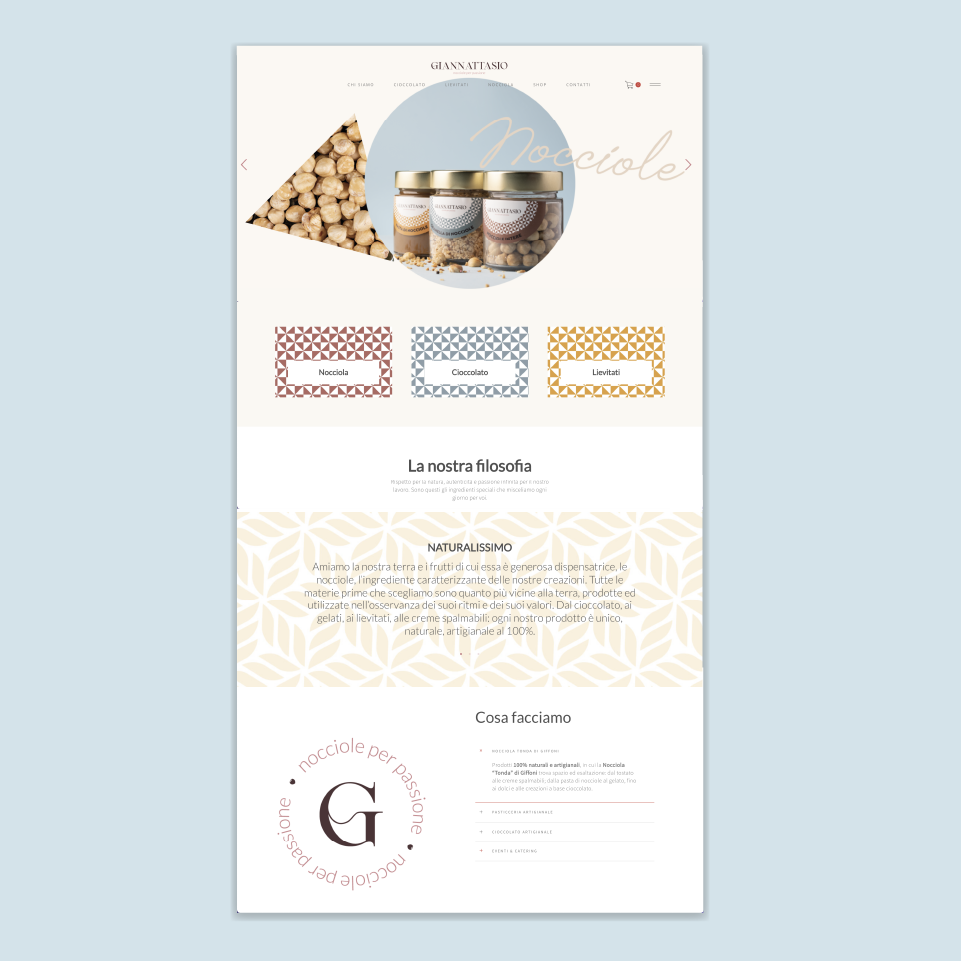 GIANNATTASIO
CHI SIAMO CIOCCOLATO LIEVITATI NOCCIOLA SHOP CONTATTI
Nocciole
GIANNATTASIO GIANNATTASIO GIANNATTASIO
Nocciola
Cioccolato
Lievitati
La nostra filosofia
Rispetto per la natura, autenticità e passione infinita per il nostro
lavoro. Sono questi gli ingredienti speciali che misceliamo ogni
giorno per voi.
NATURALISSIMO
Amiamo la nostra terra e i frutti di cui essa è generosa dispensatrice, le
nocciole, l'ingrediente caratterizzante delle nostre creazioni. Tutte le
materie prime che scegliamo sono quanto più vicine alla terra, prodotte ed
utilizzate nell'osservanza dei suoi ritmi e dei suoi valori. Dal cioccolato, ai
gelati, ai lievitati, alle creme spalmabili: ogni nostro prodotto è unico,
naturale, artigianale al 100%.
Cosa facciamo
NOCCIOLA TONDA DI GIFFONI
Prodotti 100% naturali e artigianali, in cui la Nocciola
"Tonda" di Giffoni trova spazio ed esaltazione: dal tostato
alle creme spalmabili, dalla pasta di nocciole al gelato, fino
ai dolci e alle creazioni a base cioccolato.
PASTICCERIA ARTIGIANALE
CIOCCOLATO ARTIGIANALE
EVENTI & CATERING
nocciole per passione
G
nocciole per passione